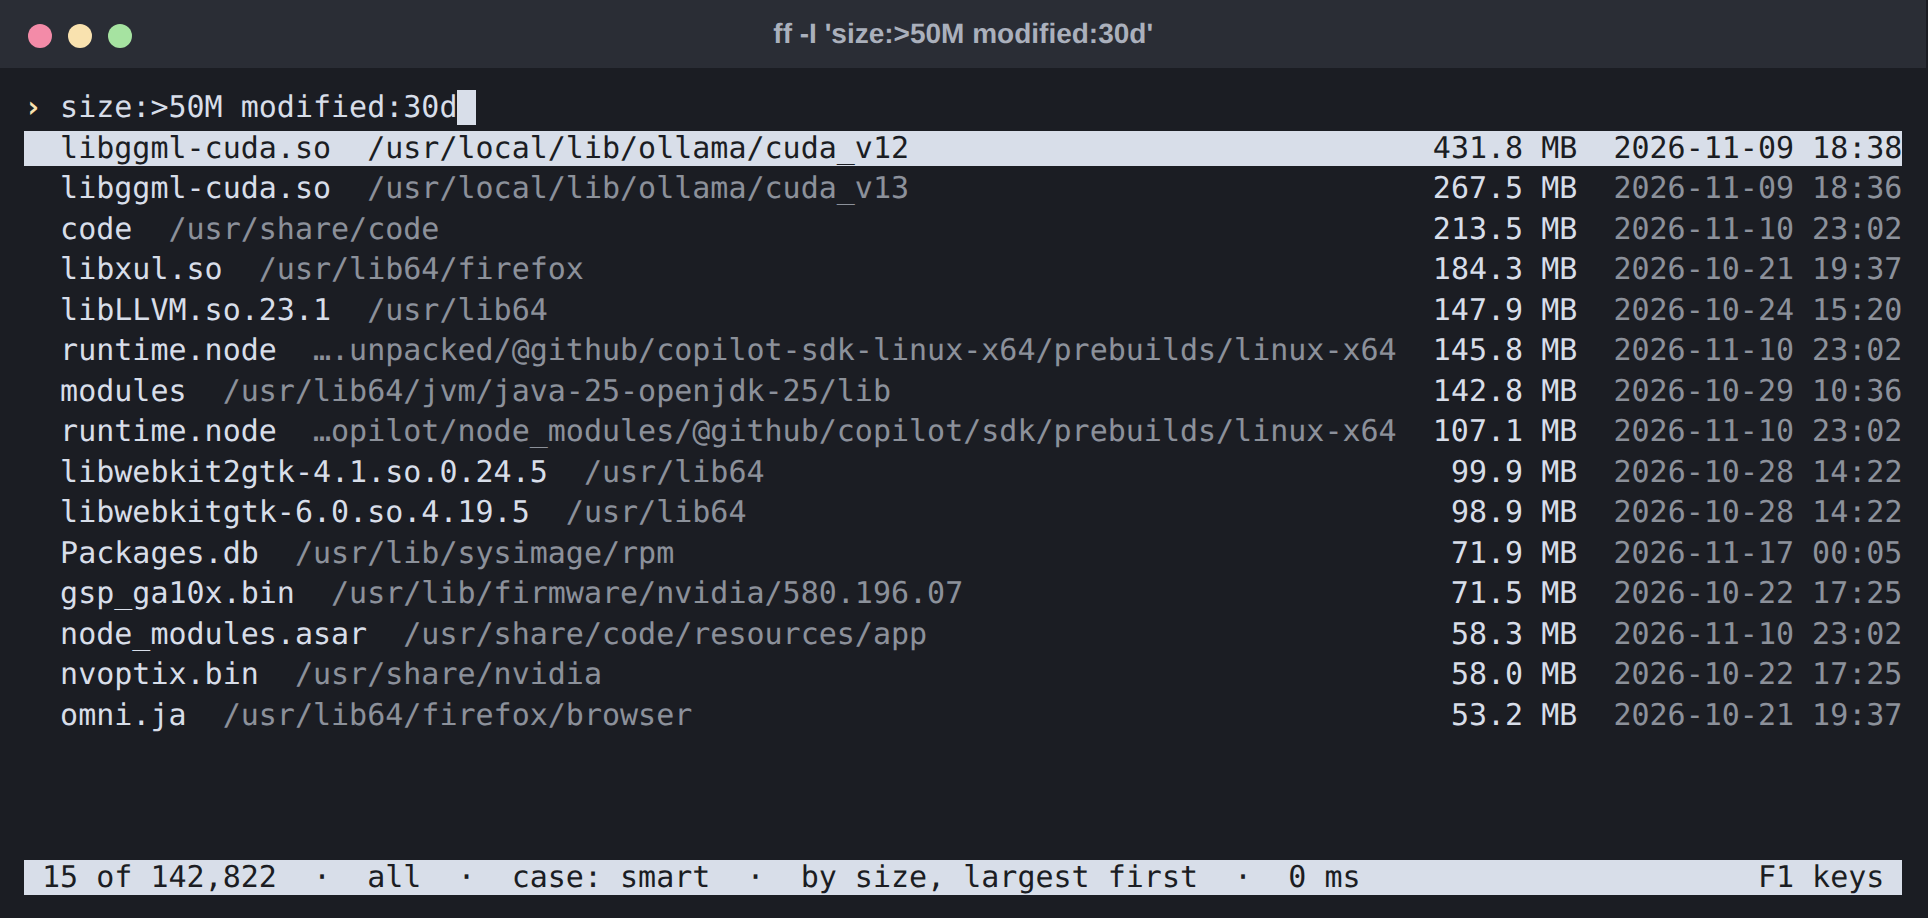 ff -I 'size:>50M modified:30d'
› size:>50M modified:30d
libggml-cuda.so  /usr/local/lib/ollama/cuda_v12  431.8 MB  2026-11-09 18:38
libggml-cuda.so  /usr/local/lib/ollama/cuda_v13  267.5 MB  2026-11-09 18:36
code  /usr/share/code  213.5 MB  2026-11-10 23:02
libxul.so  /usr/lib64/firefox  184.3 MB  2026-10-21 19:37
libLLVM.so.23.1  /usr/lib64  147.9 MB  2026-10-24 15:20
runtime.node  ….unpacked/@github/copilot-sdk-linux-x64/prebuilds/linux-x64  145.8 MB  2026-11-10 23:02
modules  /usr/lib64/jvm/java-25-openjdk-25/lib  142.8 MB  2026-10-29 10:36
runtime.node  …opilot/node_modules/@github/copilot/sdk/prebuilds/linux-x64  107.1 MB  2026-11-10 23:02
libwebkit2gtk-4.1.so.0.24.5  /usr/lib64  99.9 MB  2026-10-28 14:22
libwebkitgtk-6.0.so.4.19.5  /usr/lib64  98.9 MB  2026-10-28 14:22
Packages.db  /usr/lib/sysimage/rpm  71.9 MB  2026-11-17 00:05
gsp_ga10x.bin  /usr/lib/firmware/nvidia/580.196.07  71.5 MB  2026-10-22 17:25
node_modules.asar  /usr/share/code/resources/app  58.3 MB  2026-11-10 23:02
nvoptix.bin  /usr/share/nvidia  58.0 MB  2026-10-22 17:25
omni.ja  /usr/lib64/firefox/browser  53.2 MB  2026-10-21 19:37
15 of 142,822  ·  all  ·  case: smart  ·  by size, largest first  ·  0 ms  F1 keys